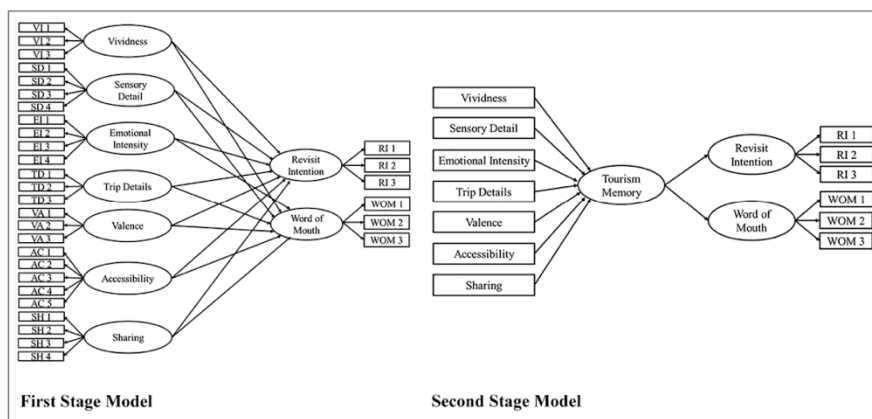 VI 1
VI 2
VI 3
Vividness
SD 1
SD 2
SD 3
SD 4
Sensory
Detail
EI 1
EI 2
EI 3
EI 4
Emotional
Intensity
TD 1
TD 2
TD 3
Trip Details
VA 1
VA 2
VA 3
Valence
AC 1
AC 2
AC 3
AC 4
AC 5
Accessibility
SH 1
SH 2
SH 3
SH 4
Sharing
Revisit
Intention
RI 1
RI 2
RI 3
Word of
Mouth
WOM 1
WOM 2
WOM 3
First Stage Model
Vividness
Sensory Detail
Emotional Intensity
Trip Details
Valence
Accessibility
Sharing
Tourism
Memory
Revisit
Intention
RI 1
RI 2
RI 3
Word of
Mouth
WOM 1
WOM 2
WOM 3
Second Stage Model